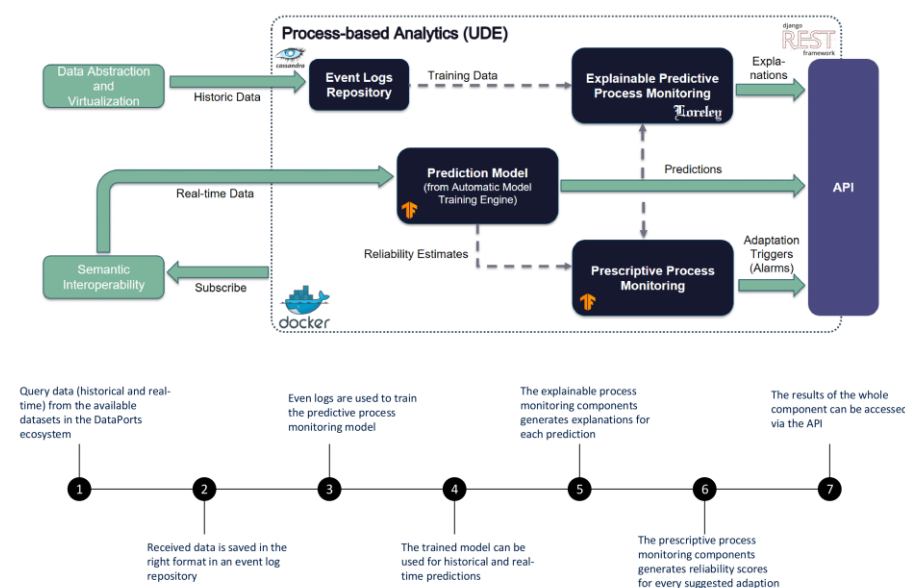 Process-based Analytics (UDE)
django
REST
framework
cassandra
Data Abstraction
and
Virtualization
Historic Data
Event Logs
Repository
Training Data
Explainable Predictive
Process Monitoring
Loreley
Expla-
nations
Real-time Data
Prediction Model
(from Automatic Model
Training Engine)
Predictions
API
Reliability Estimates
Semantic
Interoperability
Subscribe
Prescriptive Process
Monitoring
Adaptation
Triggers
(Alarms)
docker
Query data (historical and real-
time) from the available
datasets in the DataPorts
ecosystem
Even logs are used to train
the predictive process
monitoring model
The explainable process
monitoring components
generates explanations for
each prediction
The results of the whole
component can be accessed
via the API
1
2
3
4
5
6
7
Received data is saved in the
right format in an event log
repository
The trained model can be
used for historical and real-
time predictions
The prescriptive process
monitoring components
generates reliability scores
for every suggested adaption